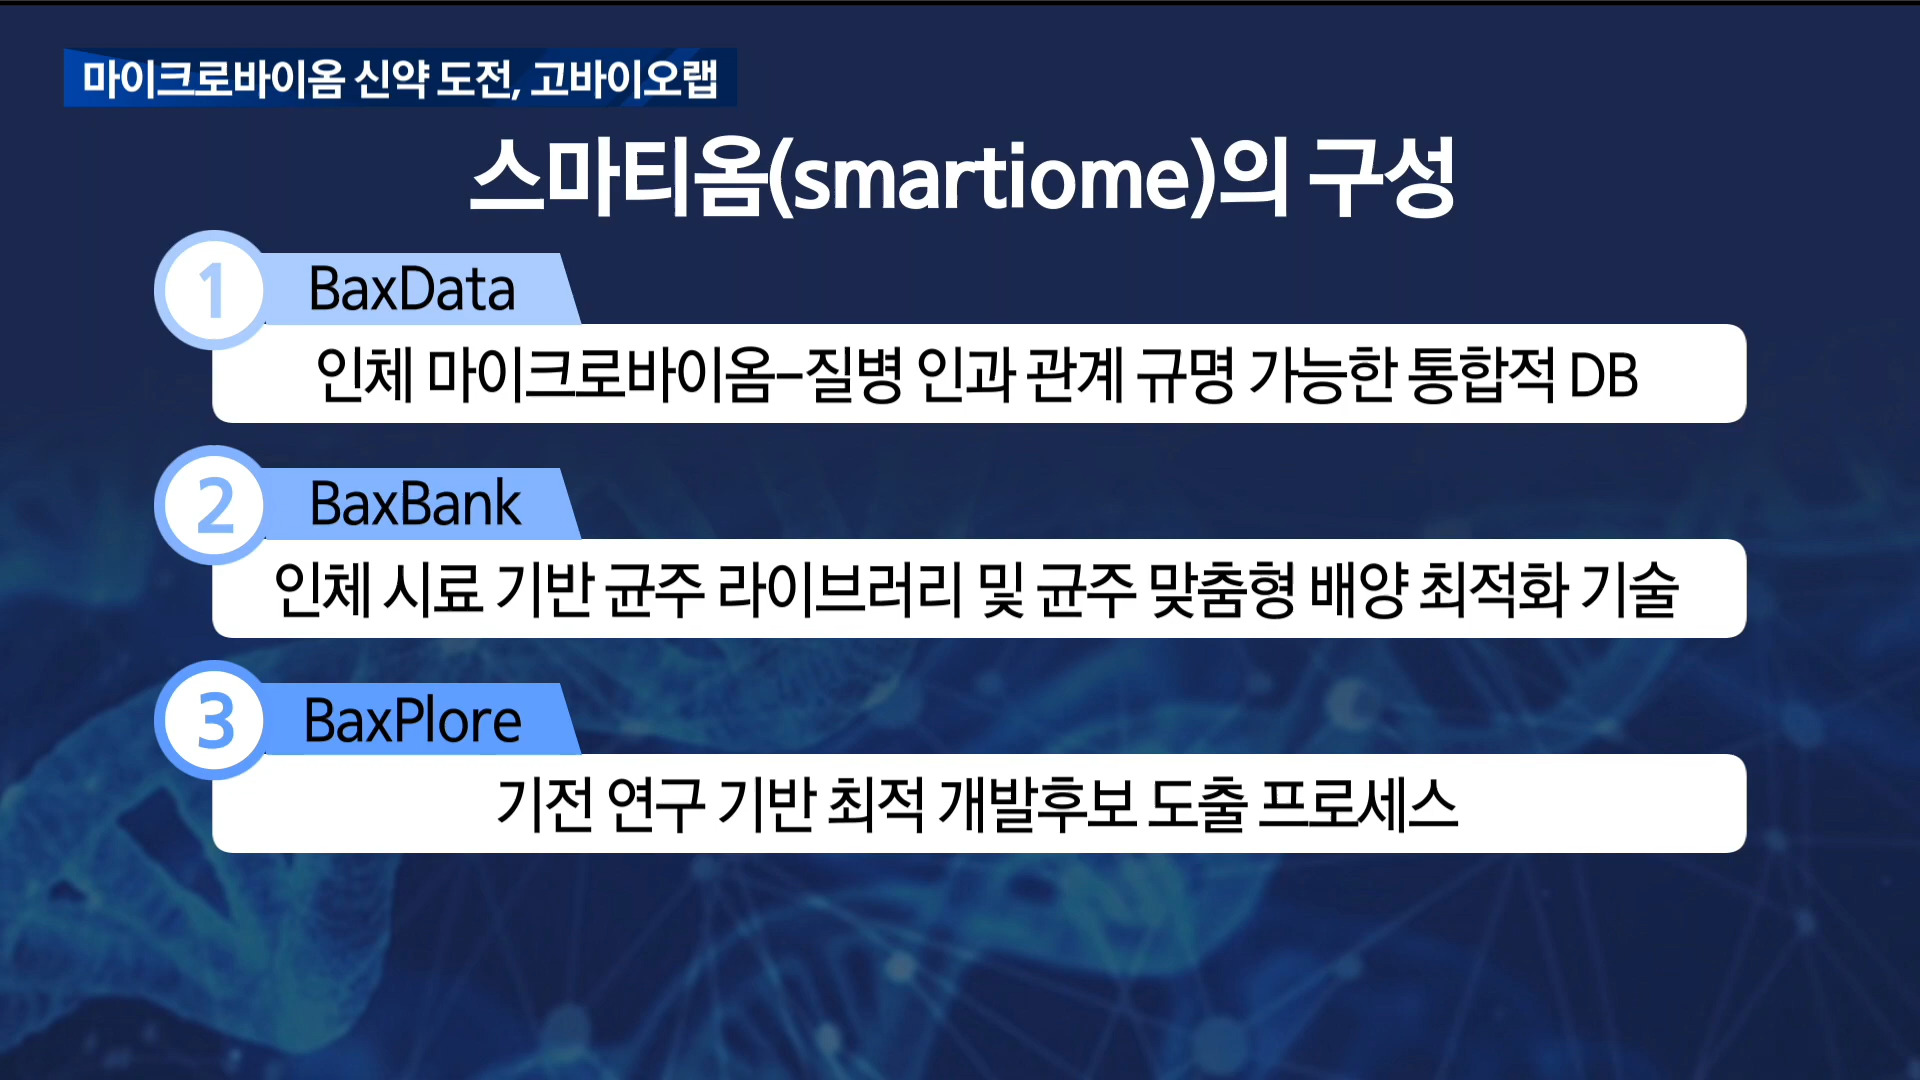 마이크로바이옴 신약 도전, 고바이오랩
스마티옴(smartiome)의 구성
1 BaxData
인체 마이크로바이옴-질병 인과 관계 규명 가능한 통합적 DB
2 BaxBank
인체 시료 기반 균주 라이브러리 및 균주 맞춤형 배양 최적화 기술
3 BaxPlore
기전 연구 기반 최적 개발후보 도출 프로세스